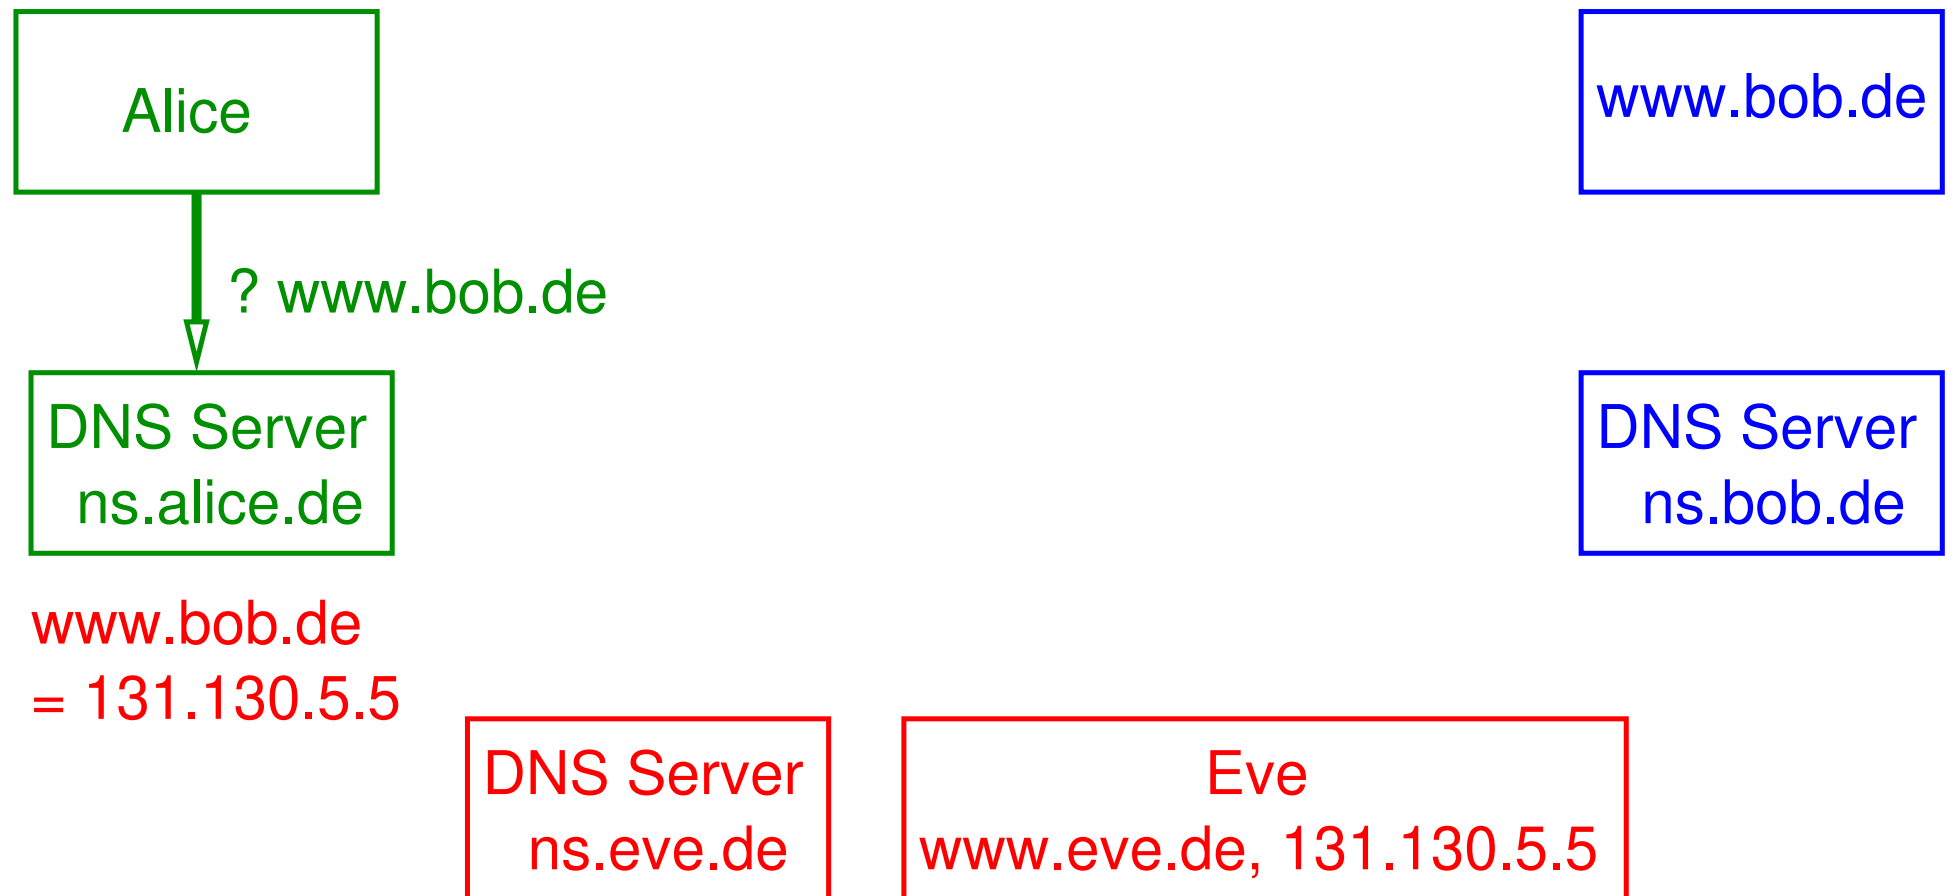 Alice
www.bob.de
? www.bob.de
DNS Server
ns.alice.de
DNS Server
ns.bob.de
www.bob.de
= 131.130.5.5
DNS Server
ns.eve.de
Eve
www.eve.de, 131.130.5.5